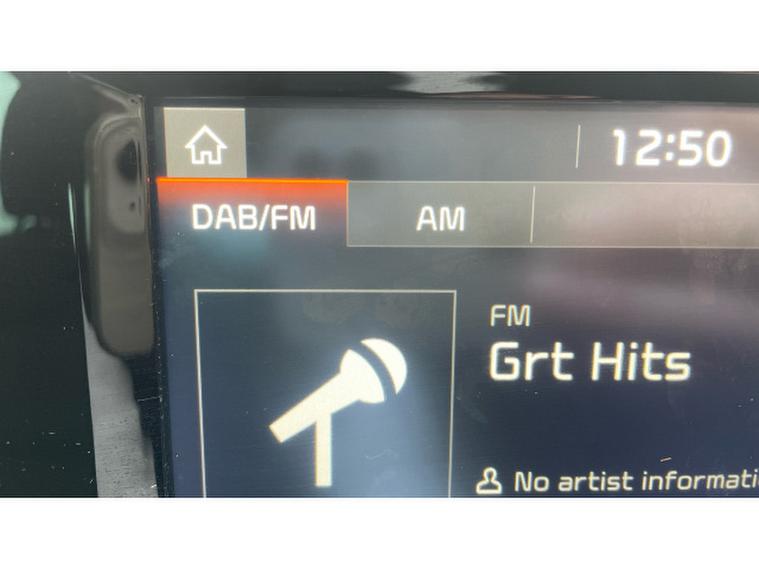 12:50
DAB/FM AM
FM
Grt Hits
No artist informati